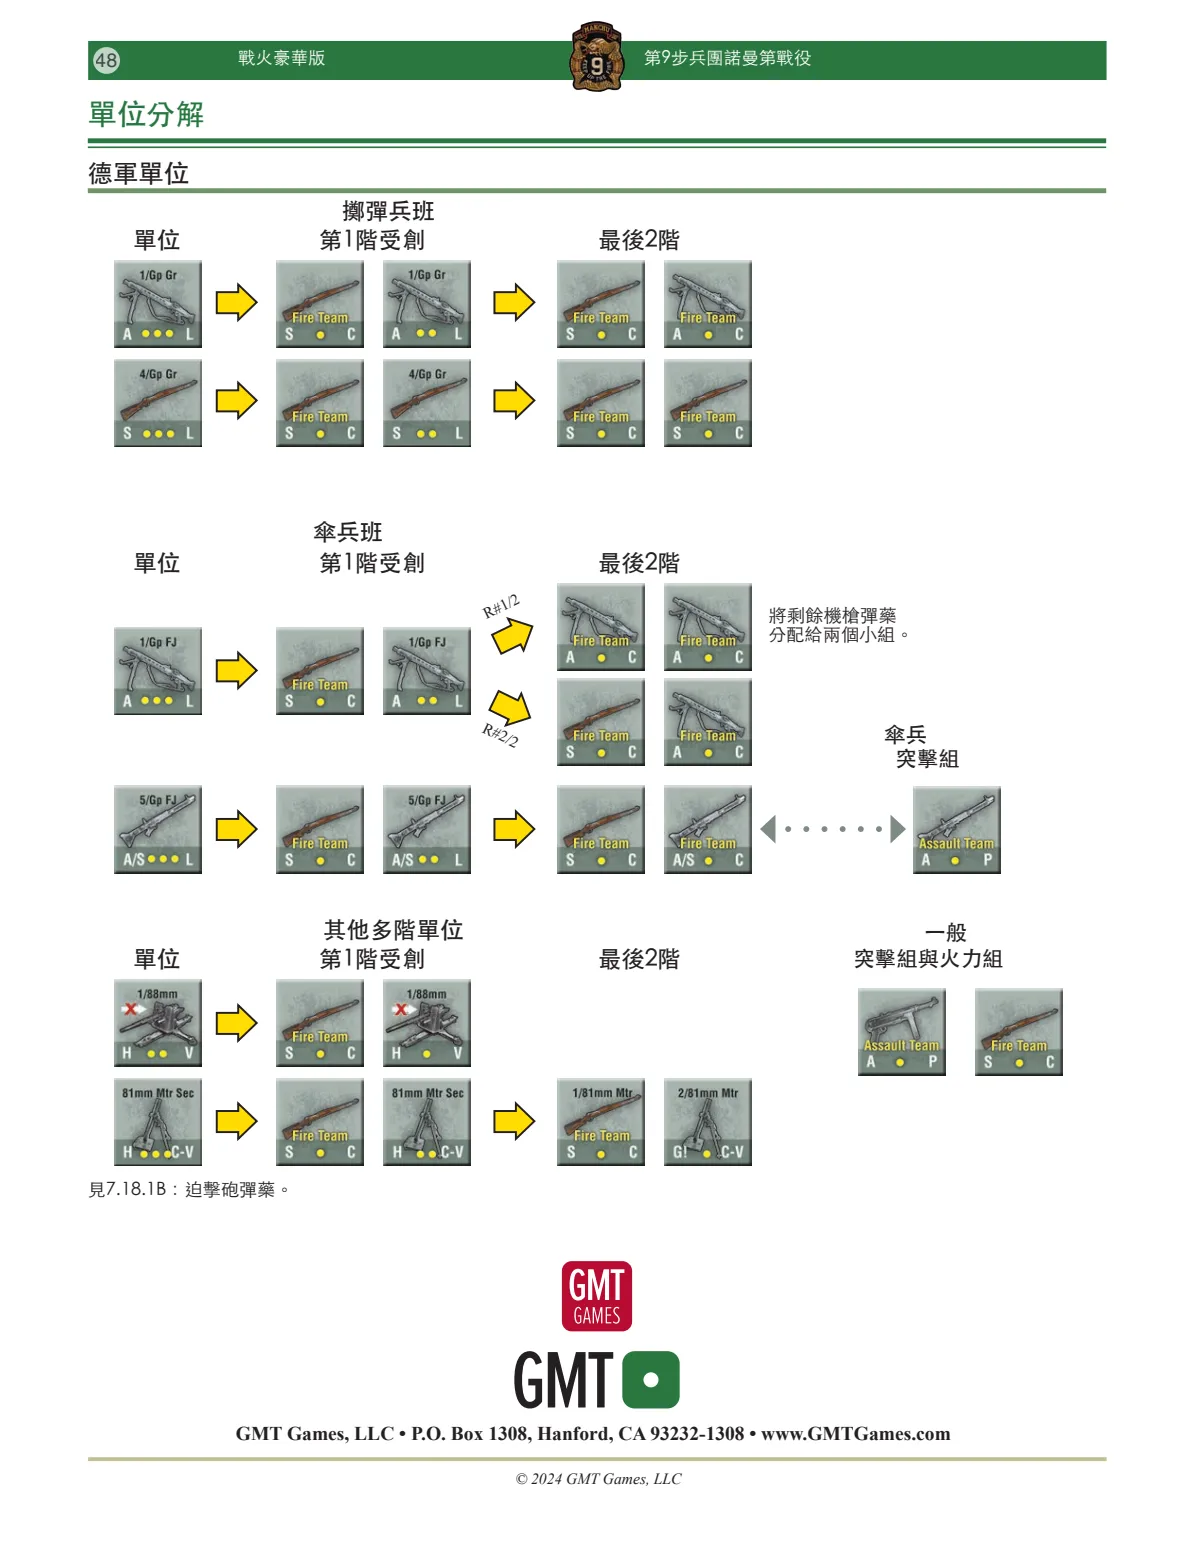 48
戰火豪華版
MANCHU
9
第9步兵團諾曼第戰役
單位分解
德軍單位
擲彈兵班
單位
第1階受創
最後2階
1/Gp Gr
A L
Fire Team
S C
1/Gp Gr
A L
Fire Team
S C
Fire Team
A C
4/Gp Gr
S L
Fire Team
S C
4/Gp Gr
S L
Fire Team
S C
Fire Team
S C
傘兵班
單位
第1階受創
最後2階
R#1/2
Fire Team
A C
Fire Team
A C
將剩餘機槍彈藥
分配給兩個小組。
1/Gp FJ
A L
Fire Team
S C
1/Gp FJ
A L
R#2/2
Fire Team
S C
Fire Team
A C
傘兵
突擊組
5/Gp FJ
A/S L
Fire Team
S C
5/Gp FJ
A/S L
Fire Team
S C
Fire Team
A/S C
Assault Team
A P
其他多階單位
單位
第1階受創
最後2階
一般
突擊組與火力組
1/88mm
X
H V
Fire Team
S C
1/88mm
X
H V
Assault Team
A P
Fire Team
S C
81mm Mtr Sec
H C-V
Fire Team
S C
81mm Mtr Sec
H C-V
1/81mm Mtr
Fire Team
S C
2/81mm Mtr
G! C-V
見7.18.1B：迫擊砲彈藥。
GMT
GAMES
GMT
GMT Games, LLC • P.O. Box 1308, Hanford, CA 93232-1308 • www.GMTGames.com
© 2024 GMT Games, LLC